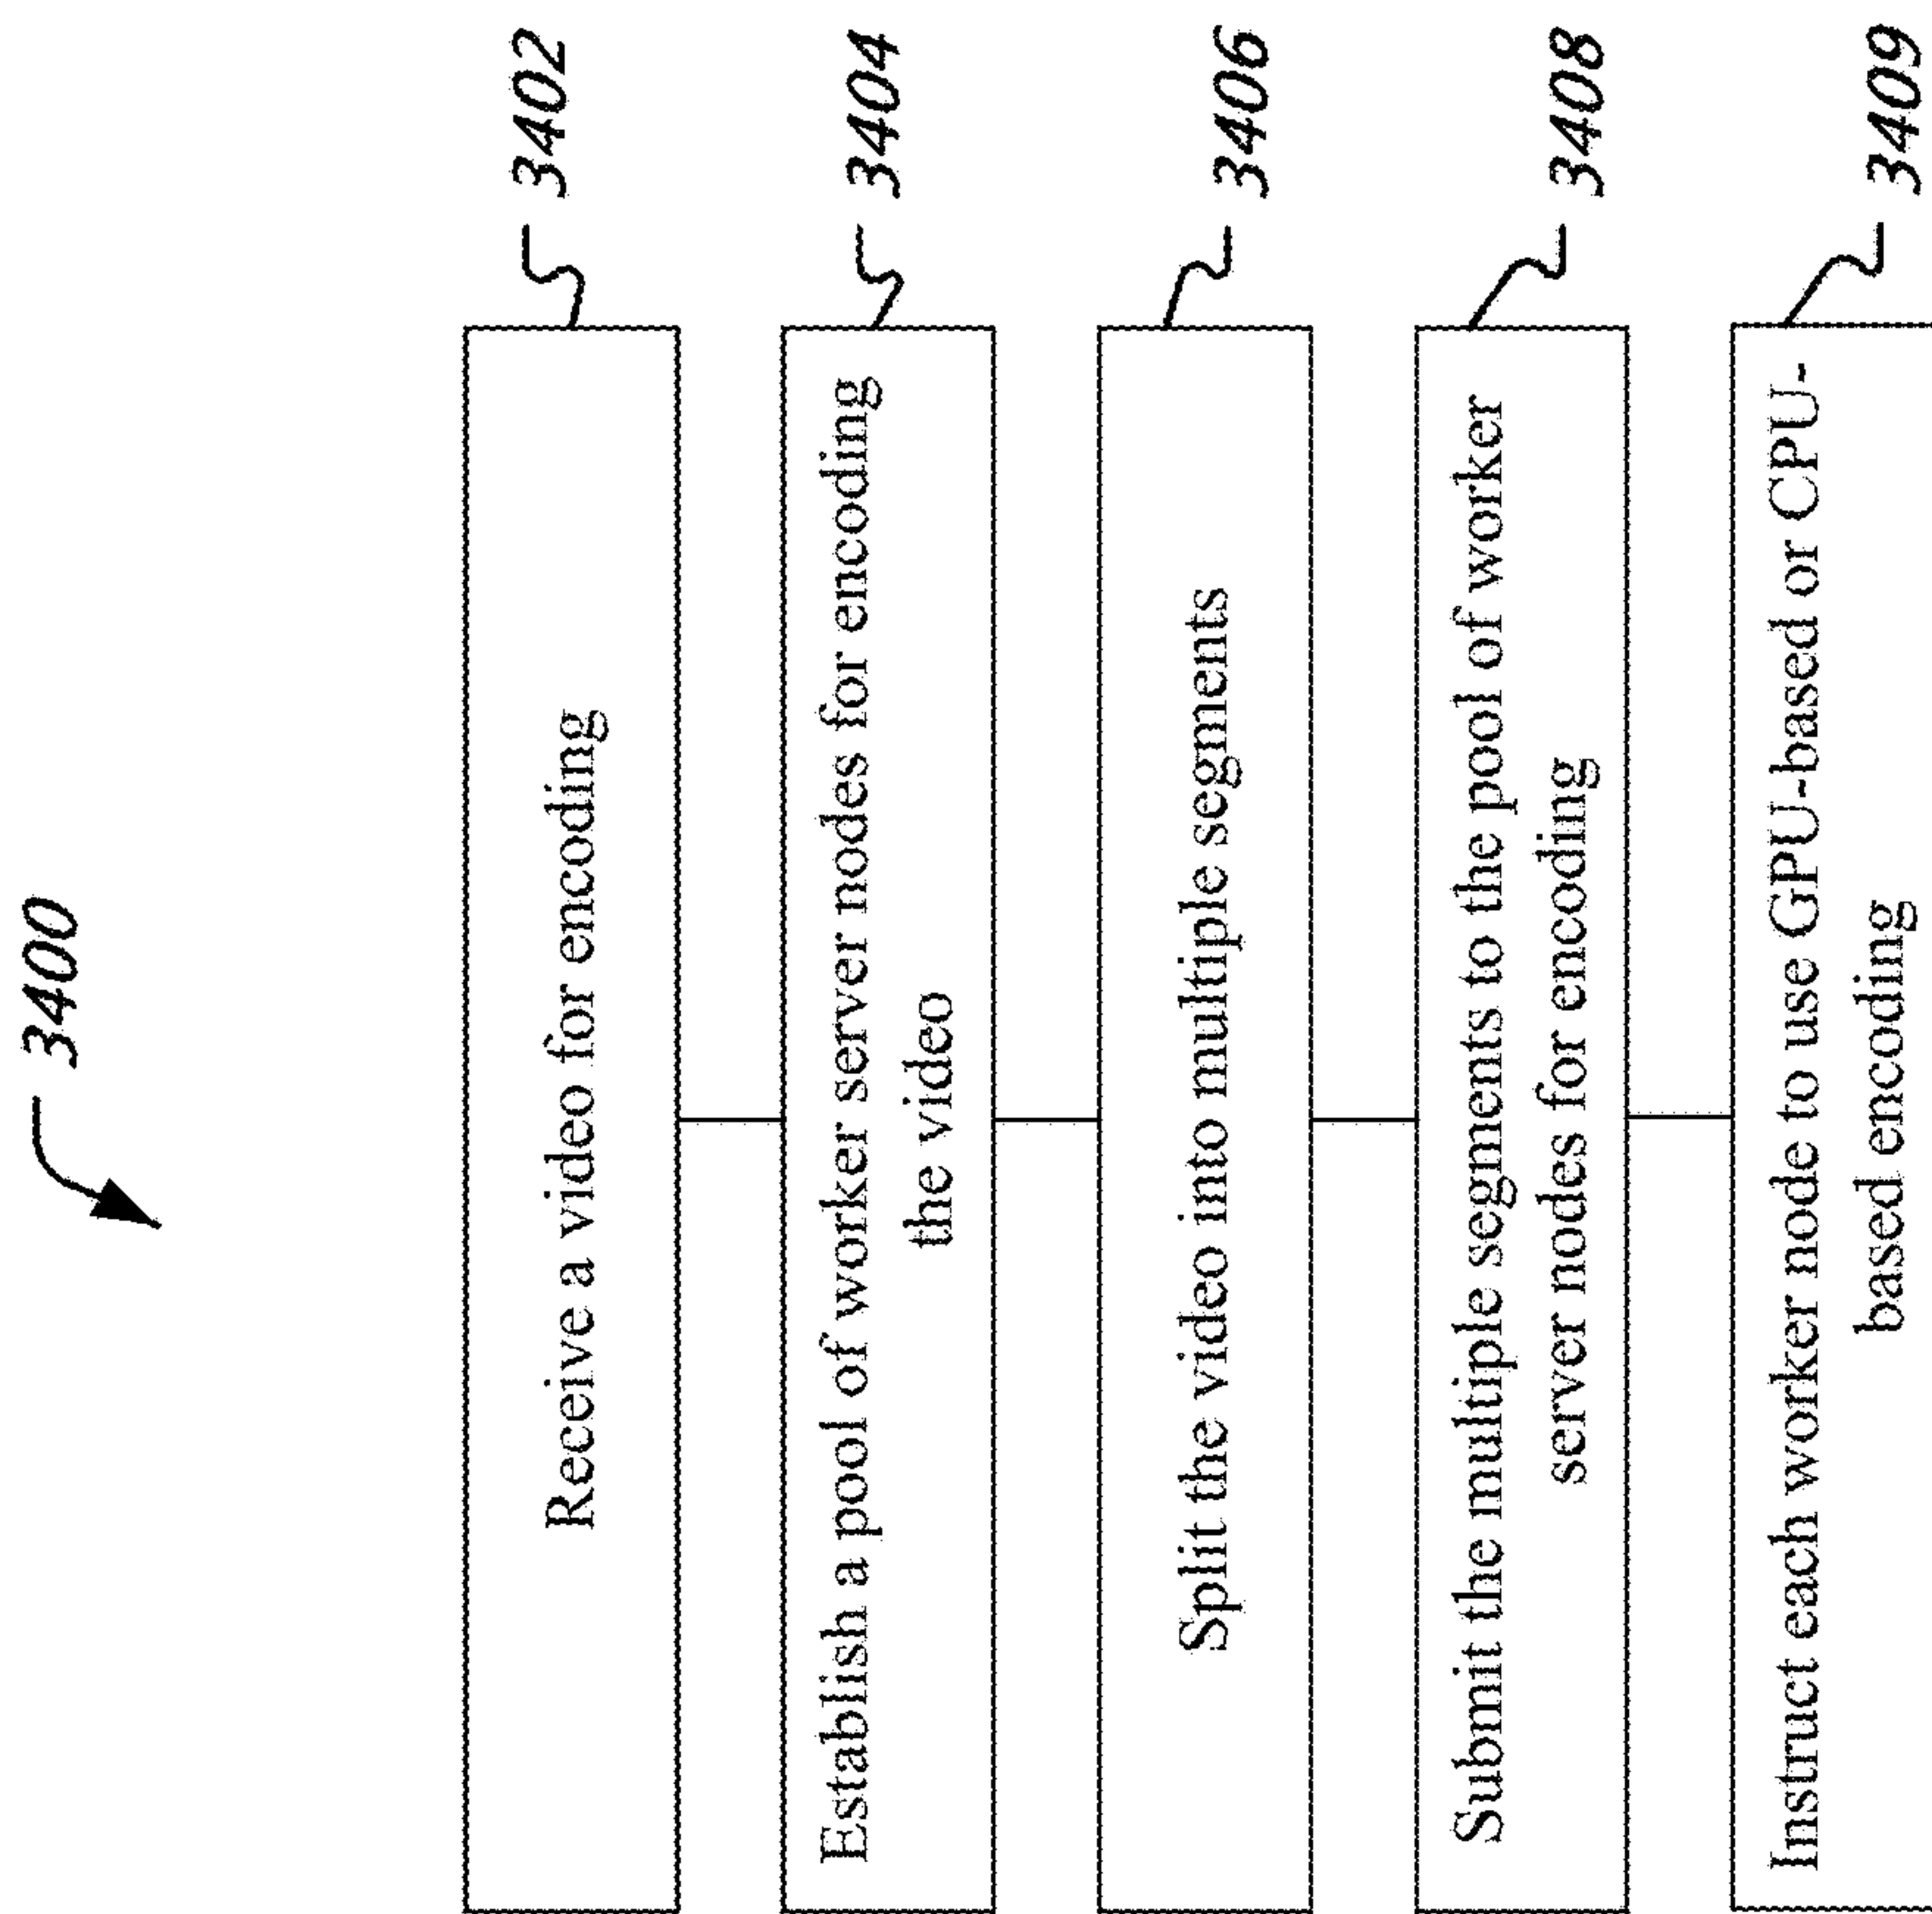 3400
Receive a video for encoding
3402
Establish a pool of worker server nodes for encoding
the video
3404
Split the video into multiple segments
3406
Submit the multiple segments to the pool of worker
server nodes for encoding
3408
Instruct each worker node to use GPU-based or CPU-
based encoding
3409